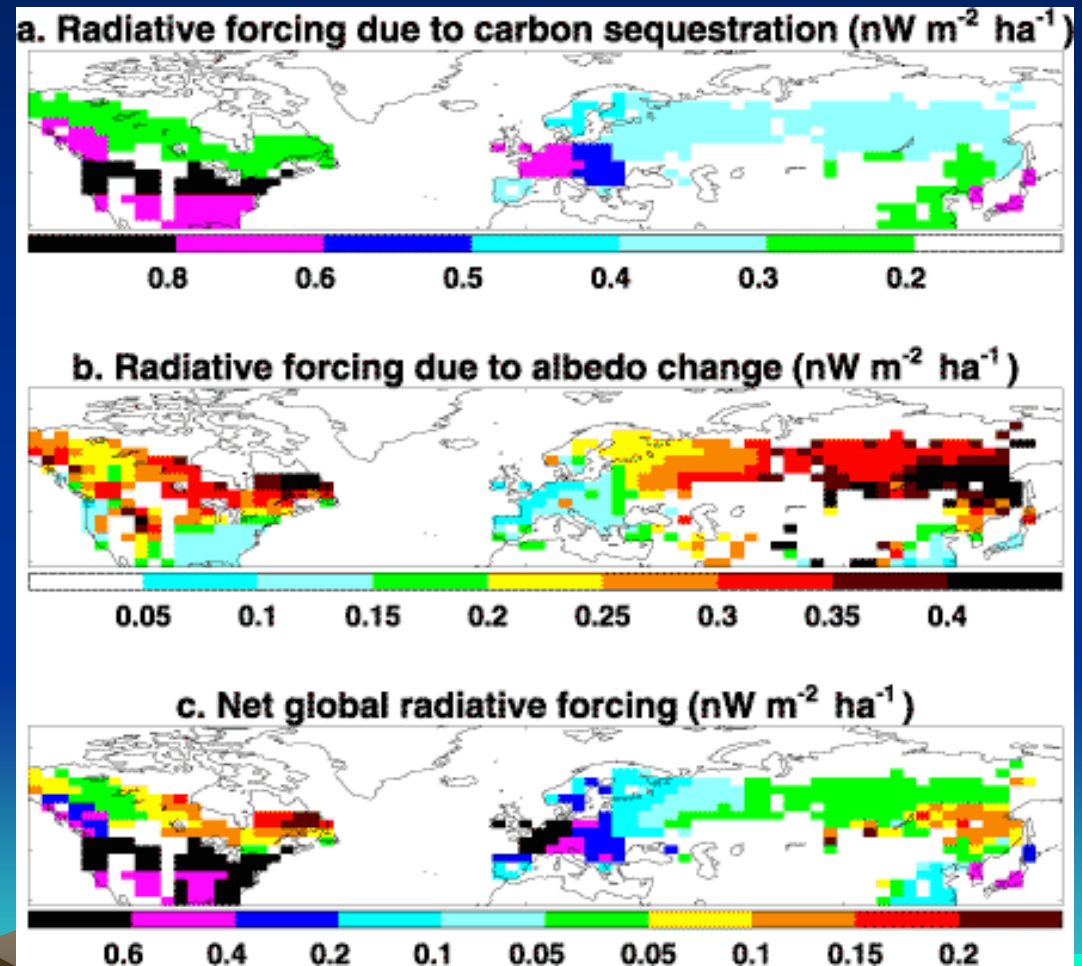 a. Radiative forcing due to carbon sequestration (nW m⁻² ha⁻¹)
0.8 0.6 0.5 0.4 0.3 0.2
b. Radiative forcing due to albedo change (nW m⁻² ha⁻¹)
0.05 0.1 0.15 0.2 0.25 0.3 0.35 0.4
c. Net global radiative forcing (nW m⁻² ha⁻¹)
0.6 0.4 0.2 0.1 0.05 0.05 0.1 0.15 0.2